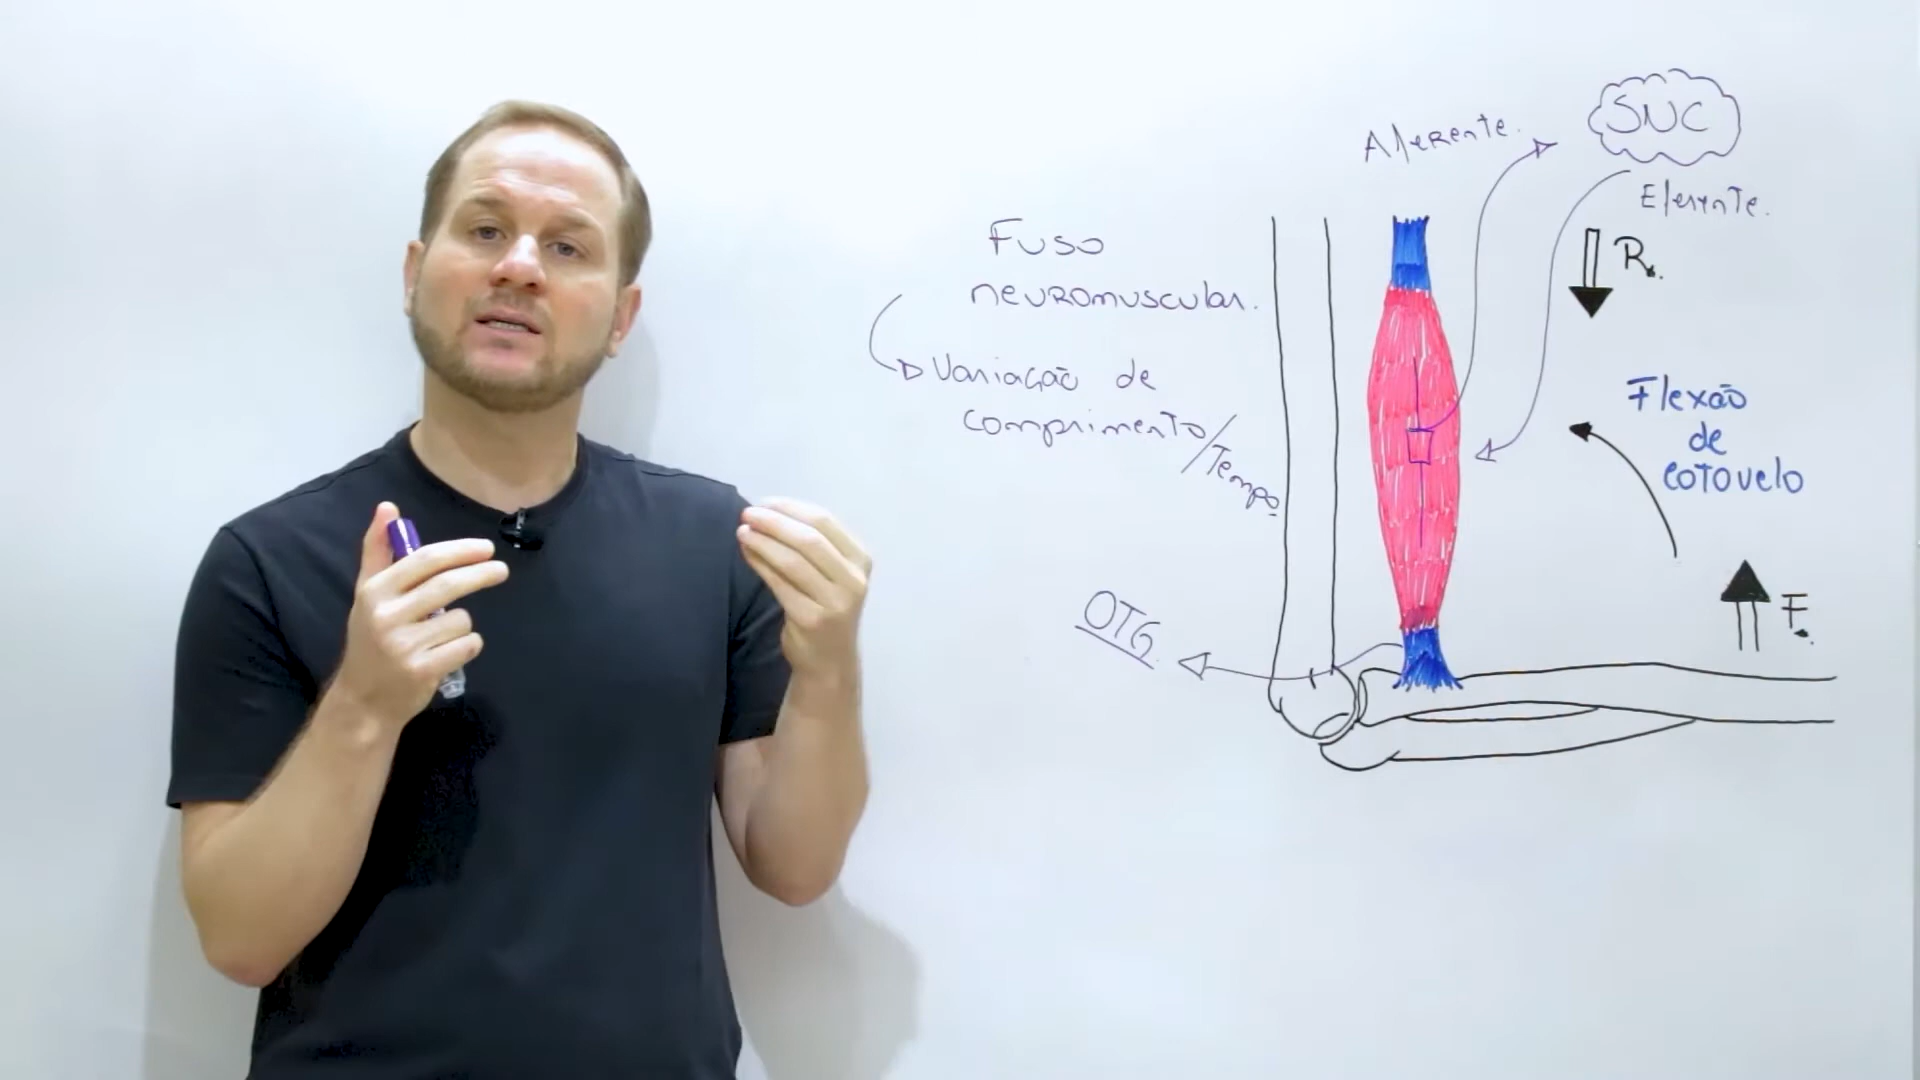 Fuso
neuromuscular.
Variação de
comprimento/Tempo
OTG.
Aferente.
SNC
Eferente.
R.
Flexão
de
cotovelo
F.